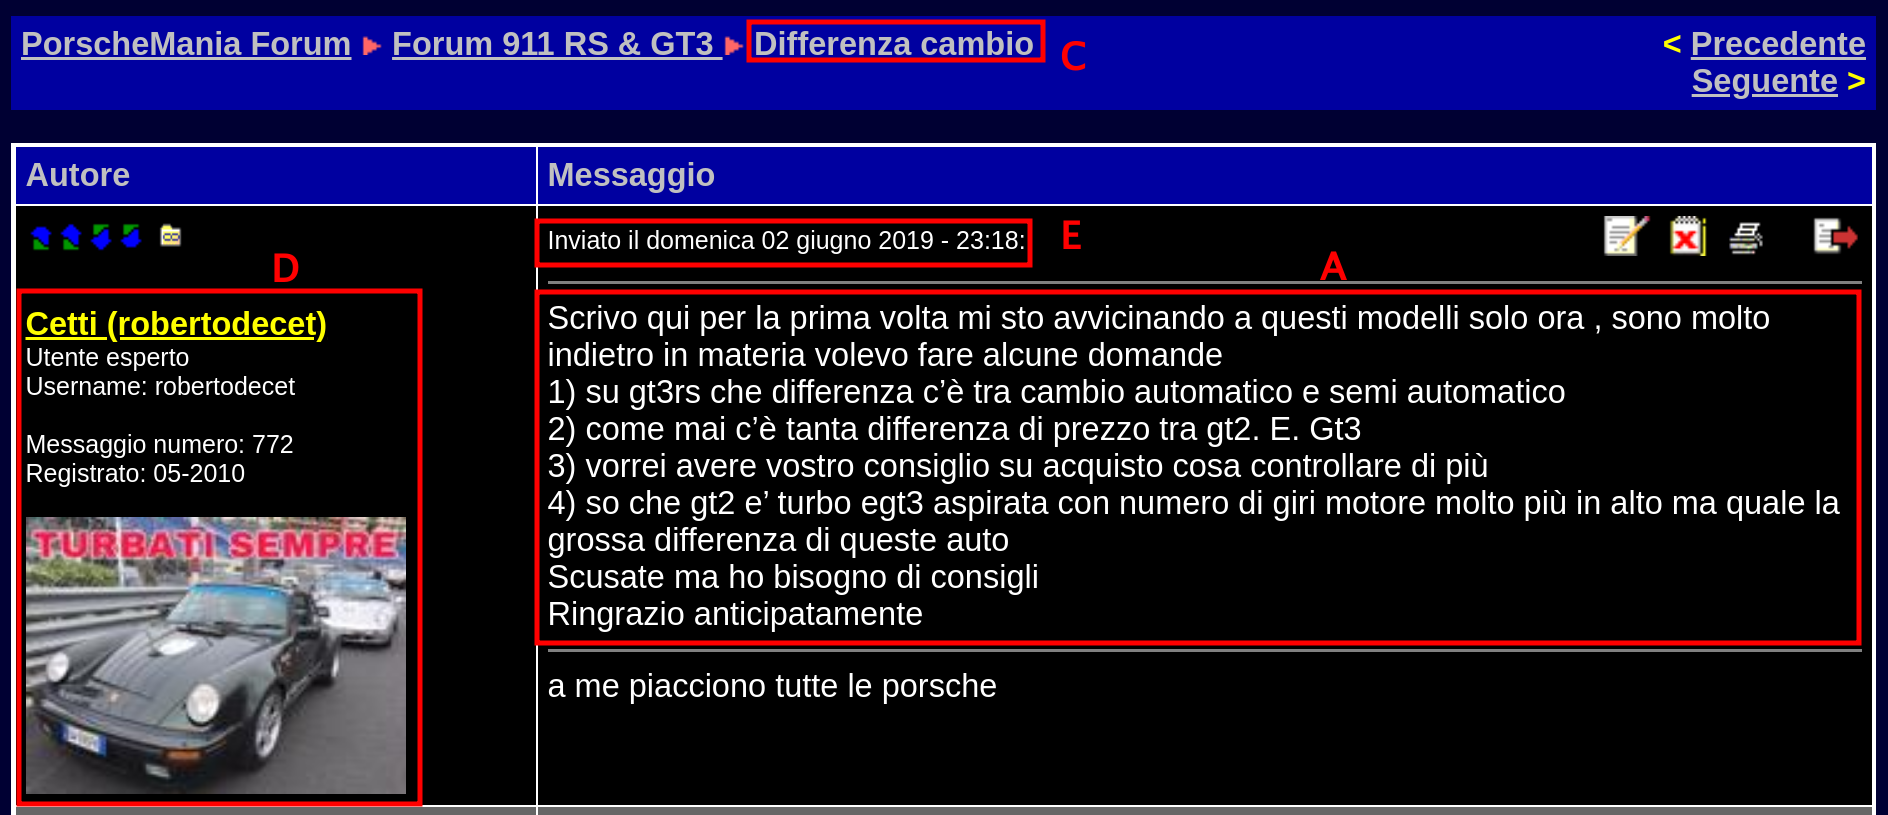 PorscheMania Forum Forum 911 RS & GT3 Differenza cambio C < Precedente
Seguente >
Autore Messaggio
Inviato il domenica 02 giugno 2019 - 23:18: E
D A
Cetti (robertodecet)
Utente esperto
Username: robertodecet
Messaggio numero: 772
Registrato: 05-2010
TURBATI SEMPRE
Scrivo qui per la prima volta mi sto avvicinando a questi modelli solo ora , sono molto
indietro in materia volevo fare alcune domande
1) su gt3rs che differenza c’è tra cambio automatico e semi automatico
2) come mai c’è tanta differenza di prezzo tra gt2. E. Gt3
3) vorrei avere vostro consiglio su acquisto cosa controllare di più
4) so che gt2 e’ turbo egt3 aspirata con numero di giri motore molto più in alto ma quale la
grossa differenza di queste auto
Scusate ma ho bisogno di consigli
Ringrazio anticipatamente
a me piacciono tutte le porsche